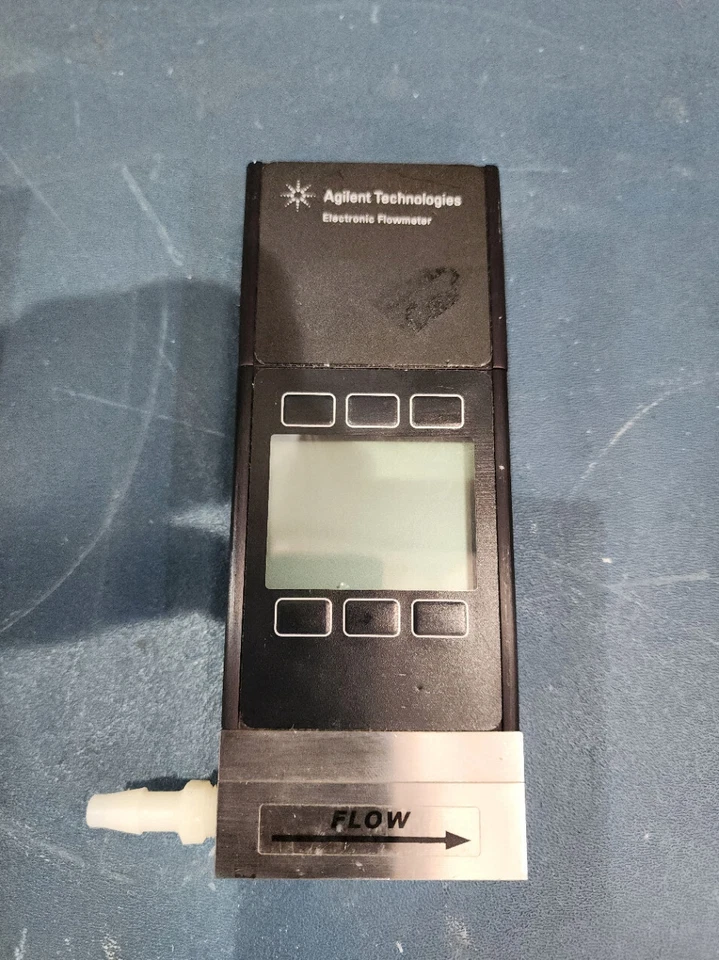 Agilent Technologies
Electronic Flowmeter
FLOW